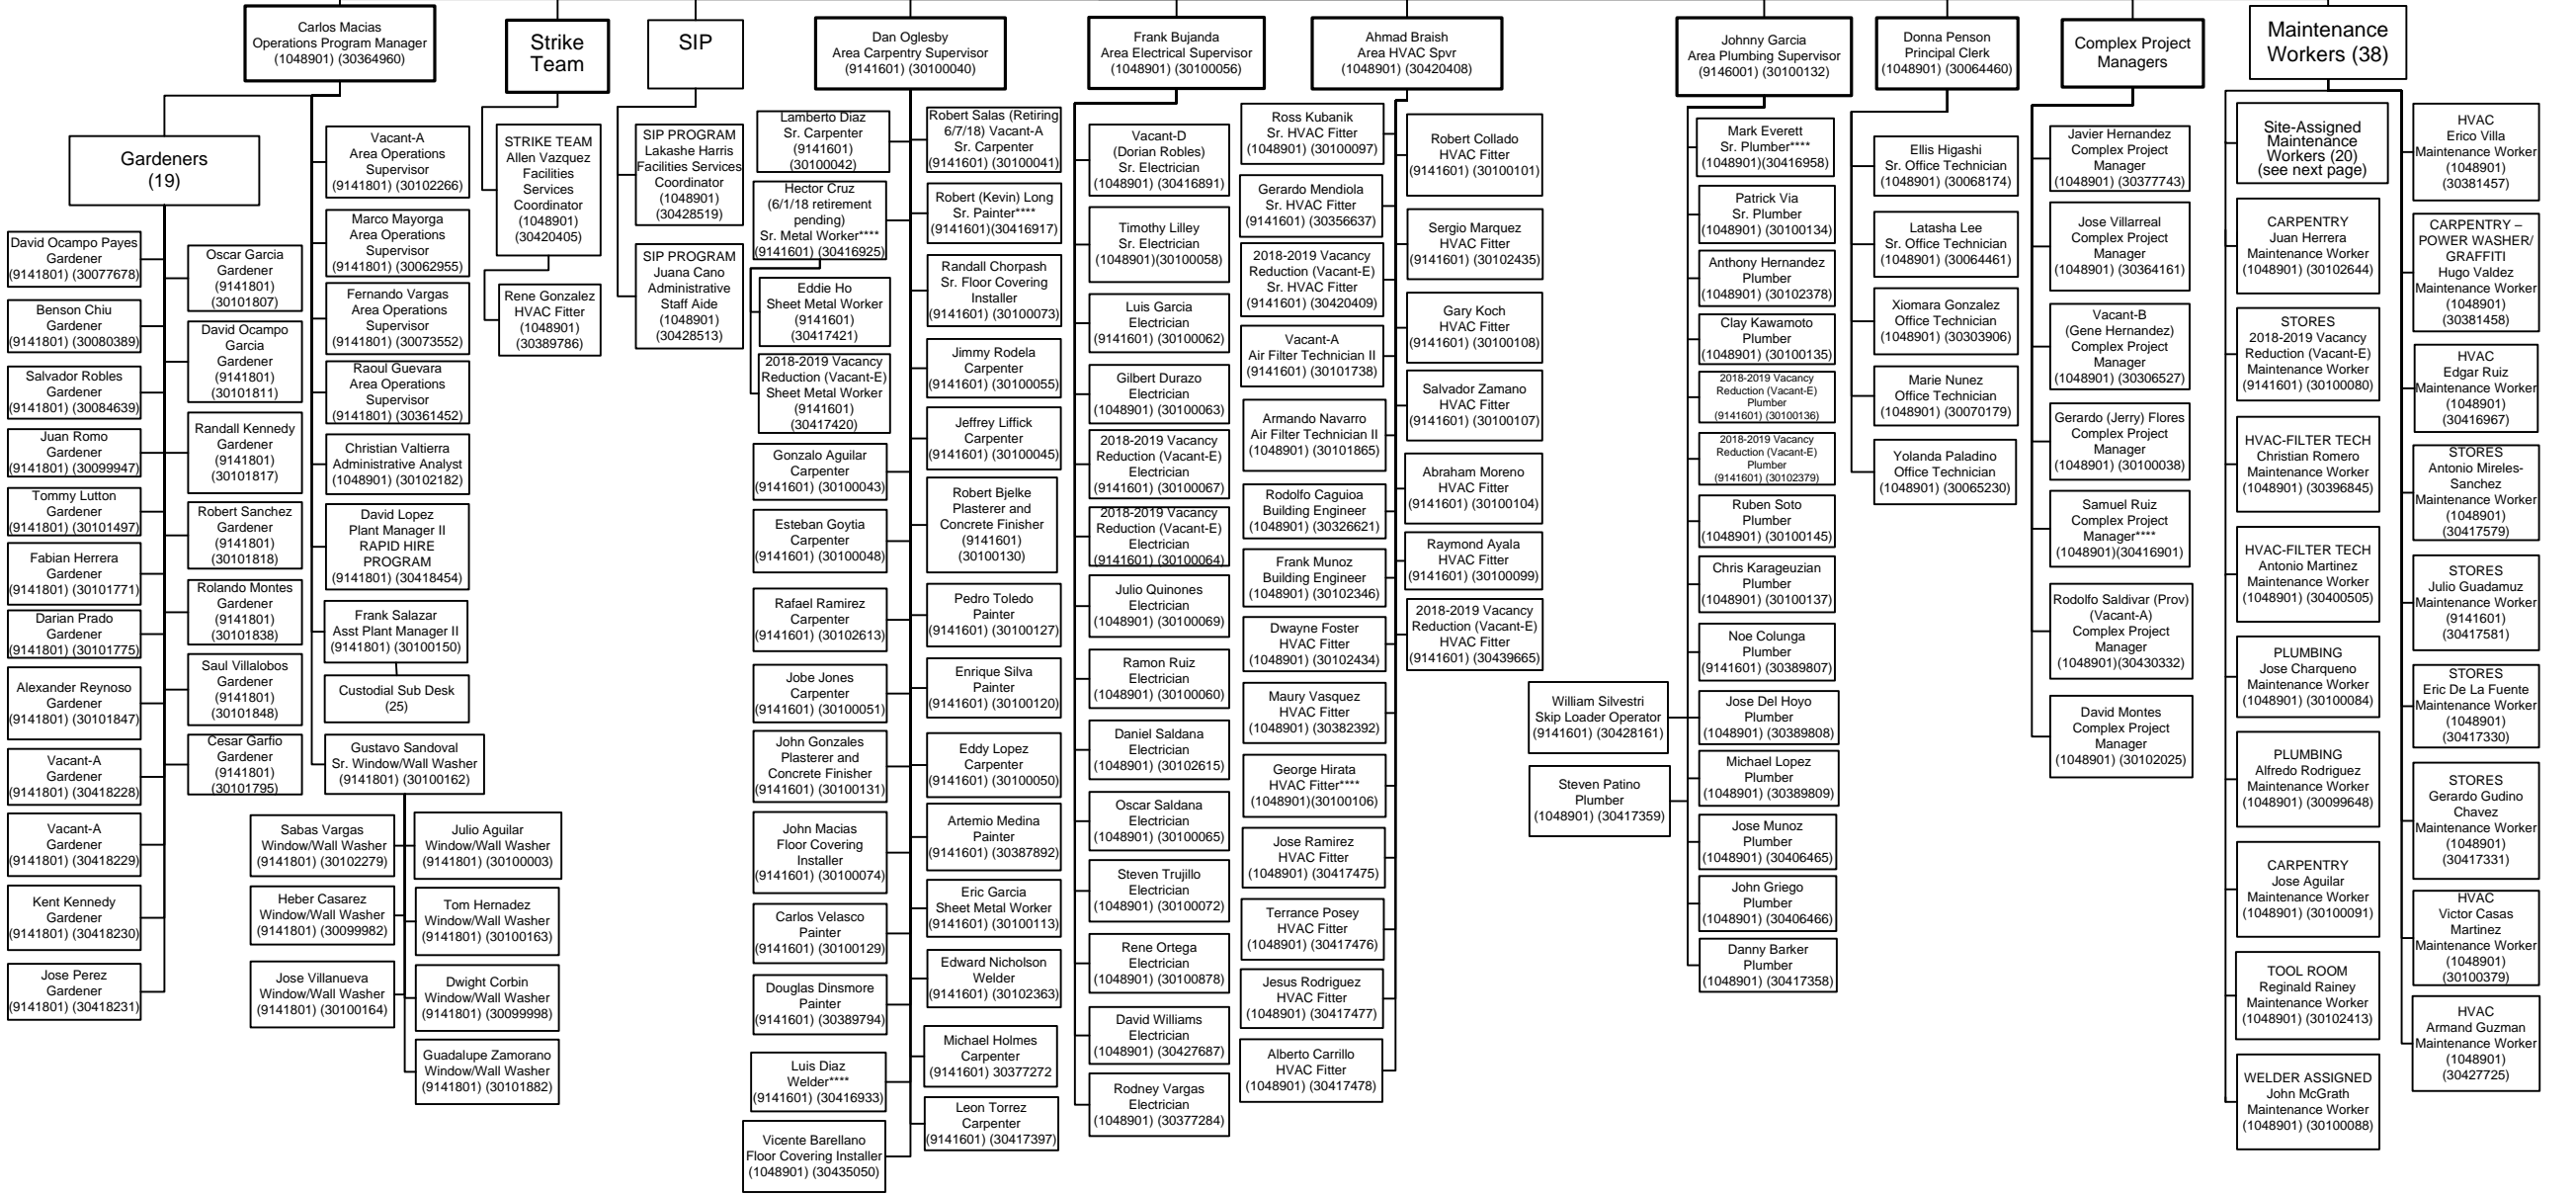 Carlos Macias
Operations Program Manager
(1048901) (30364960)
Gardeners
(19)
David Ocampo Payes
Gardener
(9141801) (30077678)
Benson Chiu
Gardener
(9141801) (30080389)
Salvador Robles
Gardener
(9141801) (30084639)
Juan Romo
Gardener
(9141801) (30099947)
Tommy Lutton
Gardener
(9141801) (30101497)
Fabian Herrera
Gardener
(9141801) (30101771)
Darian Prado
Gardener
(9141801) (30101775)
Alexander Reynoso
Gardener
(9141801) (30101847)
Vacant-A
Gardener
(9141801) (30418228)
Vacant-A
Gardener
(9141801) (30418229)
Kent Kennedy
Gardener
(9141801) (30418230)
Jose Perez
Gardener
(9141801) (30418231)
Oscar Garcia
Gardener
(9141801)
(30101807)
David Ocampo
Garcia
Gardener
(9141801)
(30101811)
Randall Kennedy
Gardener
(9141801)
(30101817)
Robert Sanchez
Gardener
(9141801)
(30101818)
Rolando Montes
Gardener
(9141801)
(30101838)
Saul Villalobos
Gardener
(9141801)
(30101848)
Cesar Garfio
Gardener
(9141801)
(30101795)
Vacant-A
Area Operations
Supervisor
(9141801) (30102266)
Marco Mayorga
Area Operations
Supervisor
(9141801) (30062955)
Fernando Vargas
Area Operations
Supervisor
(9141801) (30073552)
Raoul Guevara
Area Operations
Supervisor
(9141801) (30361452)
Christian Valtierra
Administrative Analyst
(1048901) (30102182)
David Lopez
Plant Manager II
RAPID HIRE
PROGRAM
(9141801) (30418454)
Frank Salazar
Asst Plant Manager II
(9141801) (30100150)
Custodial Sub Desk
(25)
Gustavo Sandoval
Sr. Window/Wall Washer
(9141801) (30100162)
Sabas Vargas
Window/Wall Washer
(9141801) (30102279)
Heber Casarez
Window/Wall Washer
(9141801) (30099982)
Jose Villanueva
Window/Wall Washer
(9141801) (30100164)
Julio Aguilar
Window/Wall Washer
(9141801) (30100003)
Tom Hernadez
Window/Wall Washer
(9141801) (30100163)
Dwight Corbin
Window/Wall Washer
(9141801) (30099998)
Guadalupe Zamorano
Window/Wall Washer
(9141801) (30101882)
Strike
Team
STRIKE TEAM
Allen Vazquez
Facilities
Services
Coordinator
(1048901)
(30420405)
Rene Gonzalez
HVAC Fitter
(1048901)
(30389786)
SIP
SIP PROGRAM
Lakashe Harris
Facilities Services
Coordinator
(1048901)
(30428519)
SIP PROGRAM
Juana Cano
Administrative
Staff Aide
(1048901)
(30428513)
Dan Oglesby
Area Carpentry Supervisor
(9141601) (30100040)
Lamberto Diaz
Sr. Carpenter
(9141601)
(30100042)
Hector Cruz
(6/1/18 retirement
pending)
Sr. Metal Worker****
(9141601) (30416925)
Eddie Ho
Sheet Metal Worker
(9141601)
(30417421)
2018-2019 Vacancy
Reduction (Vacant-E)
Sheet Metal Worker
(9141601)
(30417420)
Gonzalo Aguilar
Carpenter
(9141601) (30100043)
Esteban Goytia
Carpenter
(9141601) (30100048)
Rafael Ramirez
Carpenter
(9141601) (30102613)
Jobe Jones
Carpenter
(9141601) (30100051)
John Gonzales
Plasterer and
Concrete Finisher
(9141601) (30100131)
John Macias
Floor Covering
Installer
(9141601) (30100074)
Carlos Velasco
Painter
(9141601) (30100129)
Douglas Dinsmore
Painter
(9141601) (30389794)
Luis Diaz
Welder****
(9141601) (30416933)
Vicente Barellano
Floor Covering Installer
(1048901) (30435050)
Robert Salas (Retiring
6/7/18) Vacant-A
Sr. Carpenter
(9141601) (30100041)
Robert (Kevin) Long
Sr. Painter****
(9141601)(30416917)
Randall Chorpash
Sr. Floor Covering
Installer
(9141601) (30100073)
Jimmy Rodela
Carpenter
(9141601) (30100055)
Jeffrey Liffick
Carpenter
(9141601) (30100045)
Robert Bjelke
Plasterer and
Concrete Finisher
(9141601)
(30100130)
Pedro Toledo
Painter
(9141601) (30100127)
Enrique Silva
Painter
(9141601) (30100120)
Eddy Lopez
Carpenter
(9141601) (30100050)
Artemio Medina
Painter
(9141601) (30387892)
Eric Garcia
Sheet Metal Worker
(9141601) (30100113)
Edward Nicholson
Welder
(9141601) (30102363)
Michael Holmes
Carpenter
(9141601) 30377272
Leon Torrez
Carpenter
(9141601) (30417397)
Frank Bujanda
Area Electrical Supervisor
(1048901) (30100056)
Vacant-D
(Dorian Robles)
Sr. Electrician
(1048901) (30416891)
Timothy Lilley
Sr. Electrician
(1048901)(30100058)
Luis Garcia
Electrician
(9141601) (30100062)
Gilbert Durazo
Electrician
(1048901) (30100063)
2018-2019 Vacancy
Reduction (Vacant-E)
Electrician
(9141601) (30100067)
2018-2019 Vacancy
Reduction (Vacant-E)
Electrician
(9141601) (30100064)
Julio Quinones
Electrician
(1048901) (30100069)
Ramon Ruiz
Electrician
(1048901) (30100060)
Daniel Saldana
Electrician
(1048901) (30102615)
Oscar Saldana
Electrician
(1048901) (30100065)
Steven Trujillo
Electrician
(1048901) (30100072)
Rene Ortega
Electrician
(1048901) (30100878)
David Williams
Electrician
(1048901) (30427687)
Rodney Vargas
Electrician
(1048901) (30377284)
Ahmad Braish
Area HVAC Spvr
(1048901) (30420408)
Ross Kubanik
Sr. HVAC Fitter
(1048901) (30100097)
Gerardo Mendiola
Sr. HVAC Fitter
(9141601) (30356637)
2018-2019 Vacancy
Reduction (Vacant-E)
Sr. HVAC Fitter
(9141601) (30420409)
Vacant-A
Air Filter Technician II
(9141601) (30101738)
Armando Navarro
Air Filter Technician II
(1048901) (30101865)
Rodolfo Caguioa
Building Engineer
(1048901) (30326621)
Frank Munoz
Building Engineer
(1048901) (30102346)
Dwayne Foster
HVAC Fitter
(1048901) (30102434)
Maury Vasquez
HVAC Fitter
(1048901) (30382392)
George Hirata
HVAC Fitter****
(1048901)(30100106)
Jose Ramirez
HVAC Fitter
(1048901) (30417475)
Terrance Posey
HVAC Fitter
(1048901) (30417476)
Jesus Rodriguez
HVAC Fitter
(1048901) (30417477)
Alberto Carrillo
HVAC Fitter
(1048901) (30417478)
Robert Collado
HVAC Fitter
(9141601) (30100101)
Sergio Marquez
HVAC Fitter
(9141601) (30102435)
Gary Koch
HVAC Fitter
(9141601) (30100108)
Salvador Zamano
HVAC Fitter
(9141601) (30100107)
Abraham Moreno
HVAC Fitter
(9141601) (30100104)
Raymond Ayala
HVAC Fitter
(9141601) (30100099)
2018-2019 Vacancy
Reduction (Vacant-E)
HVAC Fitter
(9141601) (30439665)
Johnny Garcia
Area Plumbing Supervisor
(9146001) (30100132)
Mark Everett
Sr. Plumber****
(1048901)(30416958)
Patrick Via
Sr. Plumber
(1048901) (30100134)
Anthony Hernandez
Plumber
(1048901) (30102378)
Clay Kawamoto
Plumber
(1048901) (30100135)
2018-2019 Vacancy
Reduction (Vacant-E)
Plumber
(9141601) (30100136)
2018-2019 Vacancy
Reduction (Vacant-E)
Plumber
(9141601) (30102379)
Ruben Soto
Plumber
(1048901) (30100145)
Chris Karageuzian
Plumber
(1048901) (30100137)
Noe Colunga
Plumber
(9141601) (30389807)
William Silvestri
Skip Loader Operator
(9141601) (30428161)
Jose Del Hoyo
Plumber
(1048901) (30389808)
Steven Patino
Plumber
(1048901) (30417359)
Michael Lopez
Plumber
(1048901) (30389809)
Jose Munoz
Plumber
(1048901) (30406465)
John Griego
Plumber
(1048901) (30406466)
Danny Barker
Plumber
(1048901) (30417358)
Donna Penson
Principal Clerk
(1048901) (30064460)
Ellis Higashi
Sr. Office Technician
(1048901) (30068174)
Latasha Lee
Sr. Office Technician
(1048901) (30064461)
Xiomara Gonzalez
Office Technician
(1048901) (30303906)
Marie Nunez
Office Technician
(1048901) (30070179)
Yolanda Paladino
Office Technician
(1048901) (30065230)
Complex Project
Managers
Javier Hernandez
Complex Project
Manager
(1048901) (30377743)
Jose Villarreal
Complex Project
Manager
(1048901) (30364161)
Vacant-B
(Gene Hernandez)
Complex Project
Manager
(1048901) (30306527)
Gerardo (Jerry) Flores
Complex Project
Manager
(1048901) (30100038)
Samuel Ruiz
Complex Project
Manager****
(1048901)(30416901)
Rodolfo Saldivar (Prov)
(Vacant-A)
Complex Project
Manager
(1048901)(30430332)
David Montes
Complex Project
Manager
(1048901) (30102025)
Maintenance
Workers (38)
Site-Assigned
Maintenance
Workers (20)
(see next page)
CARPENTRY
Juan Herrera
Maintenance Worker
(1048901) (30102644)
STORES
2018-2019 Vacancy
Reduction (Vacant-E)
Maintenance Worker
(9141601) (30100080)
HVAC-FILTER TECH
Christian Romero
Maintenance Worker
(1048901) (30396845)
HVAC-FILTER TECH
Antonio Martinez
Maintenance Worker
(1048901) (30400505)
PLUMBING
Jose Charqueno
Maintenance Worker
(1048901) (30100084)
PLUMBING
Alfredo Rodriguez
Maintenance Worker
(1048901) (30099648)
CARPENTRY
Jose Aguilar
Maintenance Worker
(1048901) (30100091)
TOOL ROOM
Reginald Rainey
Maintenance Worker
(1048901) (30102413)
WELDER ASSIGNED
John McGrath
Maintenance Worker
(1048901) (30100088)
HVAC
Erico Villa
Maintenance Worker
(1048901)
(30381457)
CARPENTRY –
POWER WASHER/
GRAFFITI
Hugo Valdez
Maintenance Worker
(1048901)
(30381458)
HVAC
Edgar Ruiz
Maintenance Worker
(1048901)
(30416967)
STORES
Antonio Mireles-
Sanchez
Maintenance Worker
(1048901)
(30417579)
STORES
Julio Guadamuz
Maintenance Worker
(9141601)
(30417581)
STORES
Eric De La Fuente
Maintenance Worker
(1048901)
(30417330)
STORES
Gerardo Gudino
Chavez
Maintenance Worker
(1048901)
(30417331)
HVAC
Victor Casas
Martinez
Maintenance Worker
(1048901)
(30100379)
HVAC
Armand Guzman
Maintenance Worker
(1048901)
(30427725)